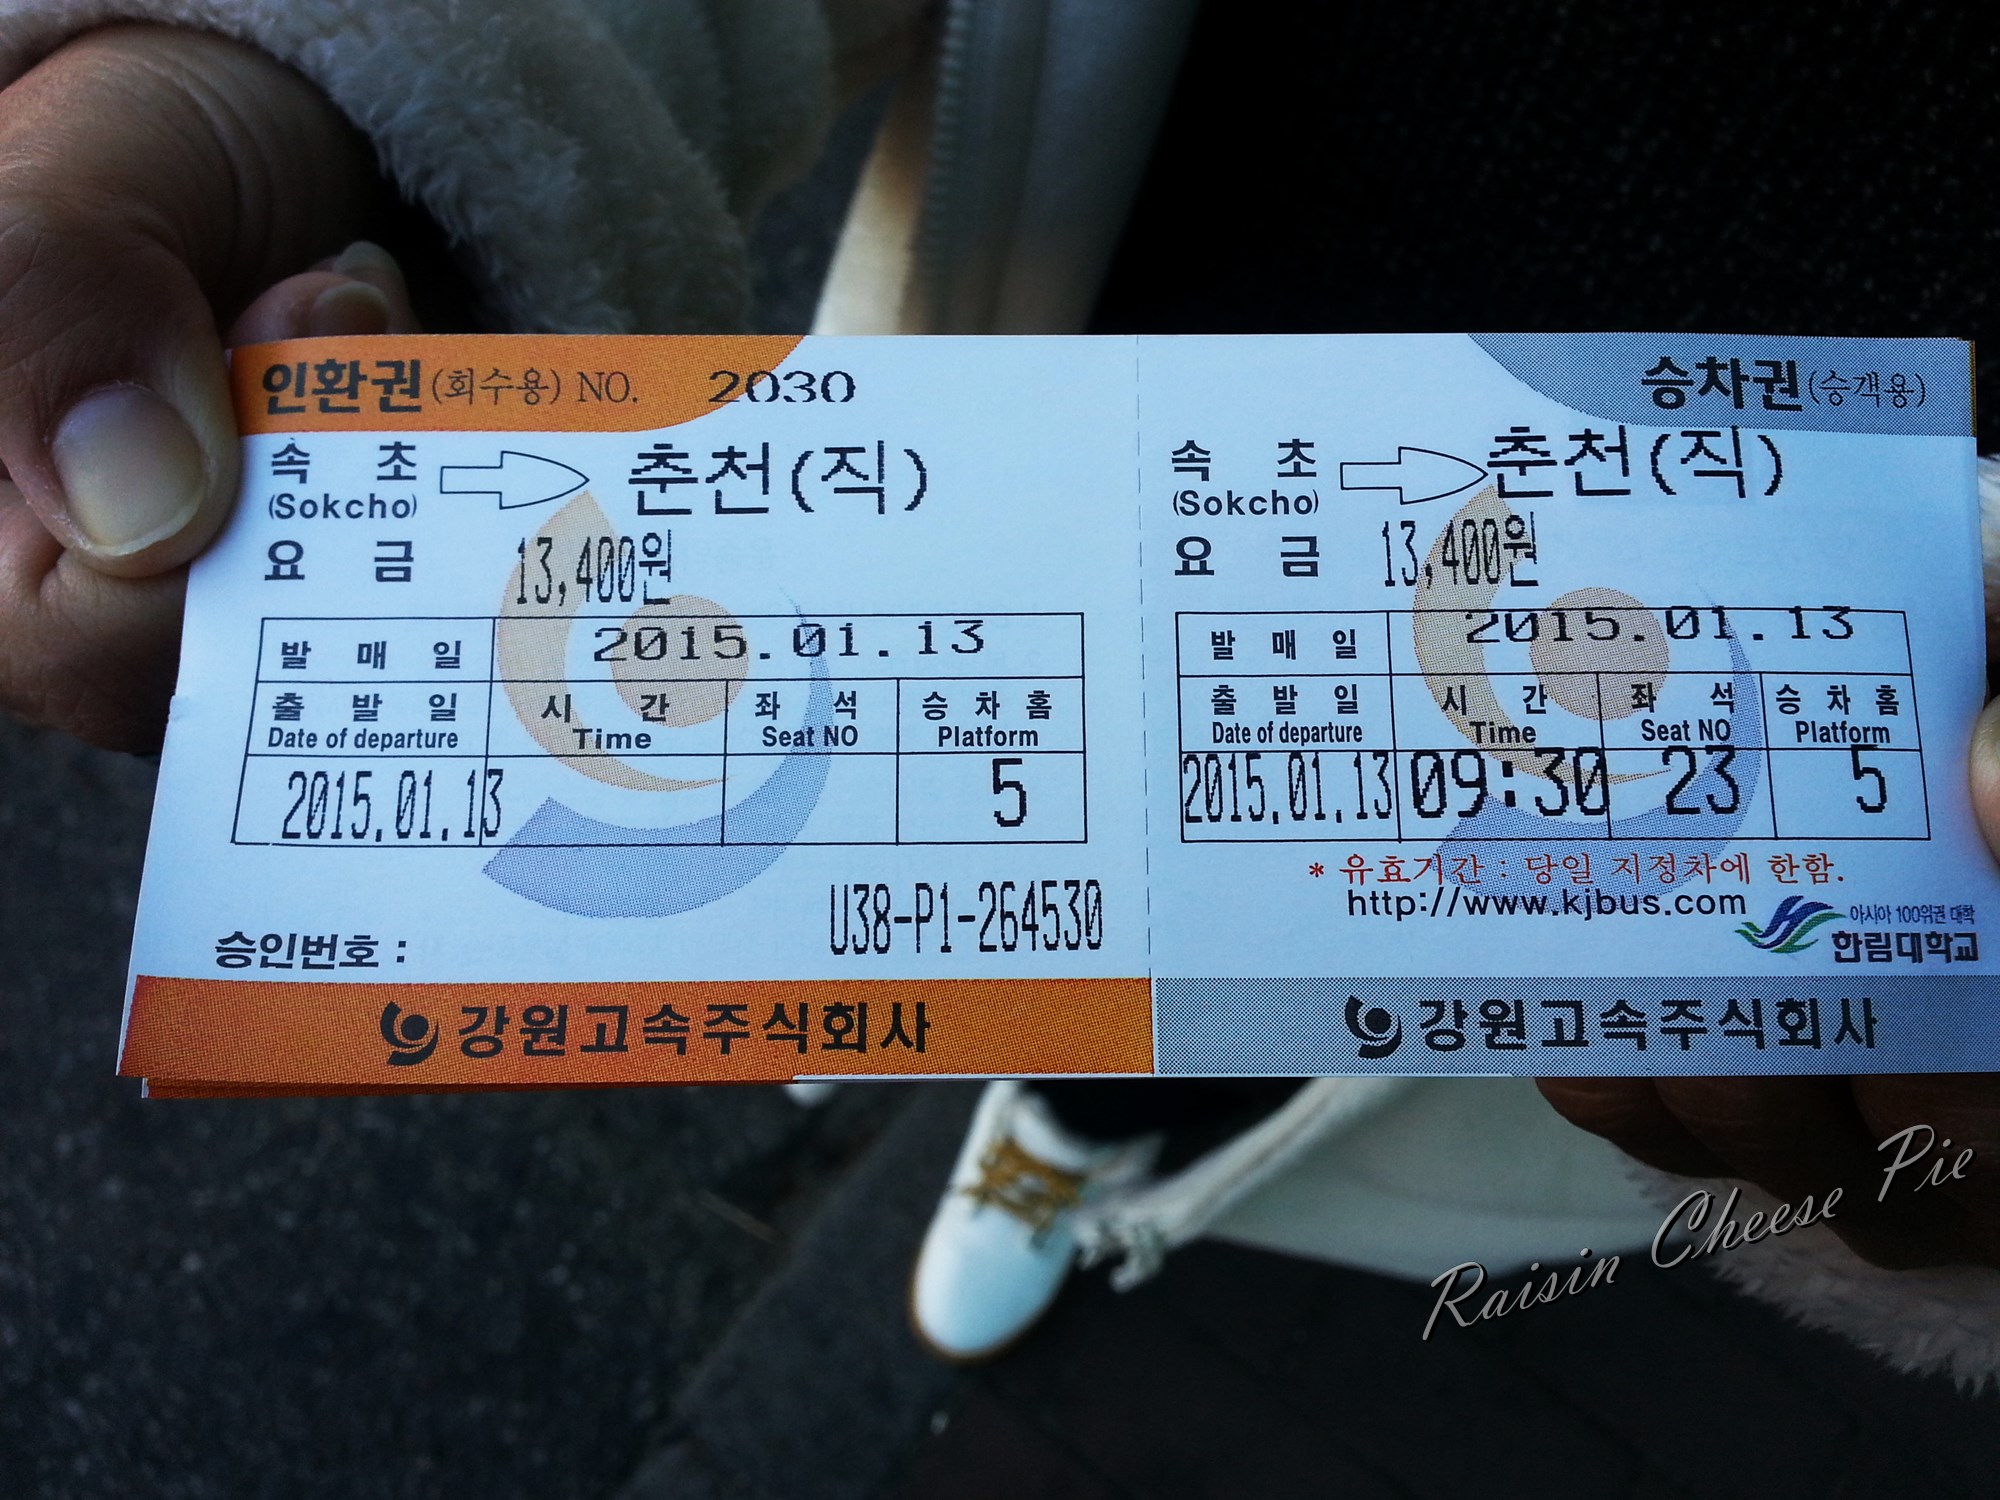 인환권(회수용) NO. 2030
속 초 춘천(직)
(Sokcho)
요 금 13,400원
발 매 일 2015.01.13
출 발 일 시 간 좌 석 승 차 홈
Date of departure Time Seat NO Platform
2015.01.13 5
U38-P1-264530
승인번호 :
강원고속주식회사
승차권(승객용)
속 초 춘천(직)
(Sokcho)
요 금 13,400원
발 매 일 2015.01.13
출 발 일 시 간 좌 석 승 차 홈
Date of departure Time Seat NO Platform
2015.01.13 09:30 23 5
* 유효기간 : 당일 지정차에 한함.
http://www.kjbus.com
아시아 100위권 대학
한림대학교
강원고속주식회사
Raisin Cheese Pie